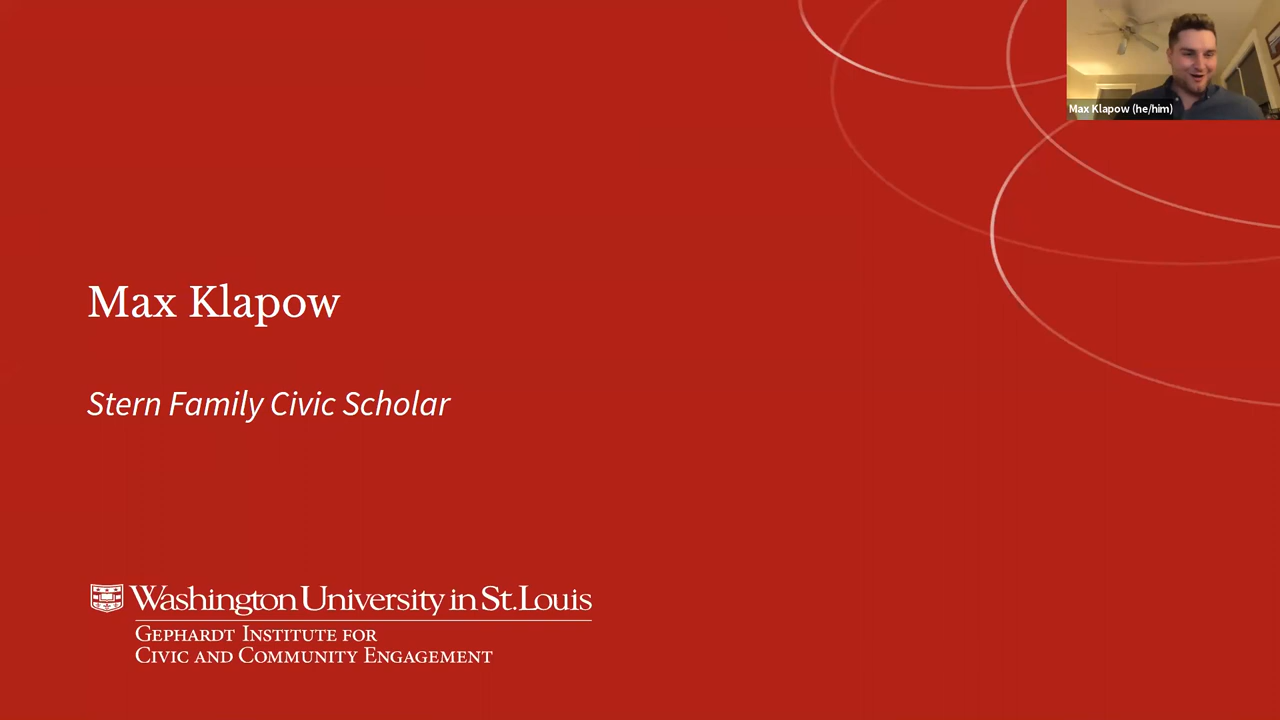 Max Klapow (he/him)
Max Klapow
Stern Family Civic Scholar
Washington University in St. Louis
Gephardt Institute for
Civic and Community Engagement